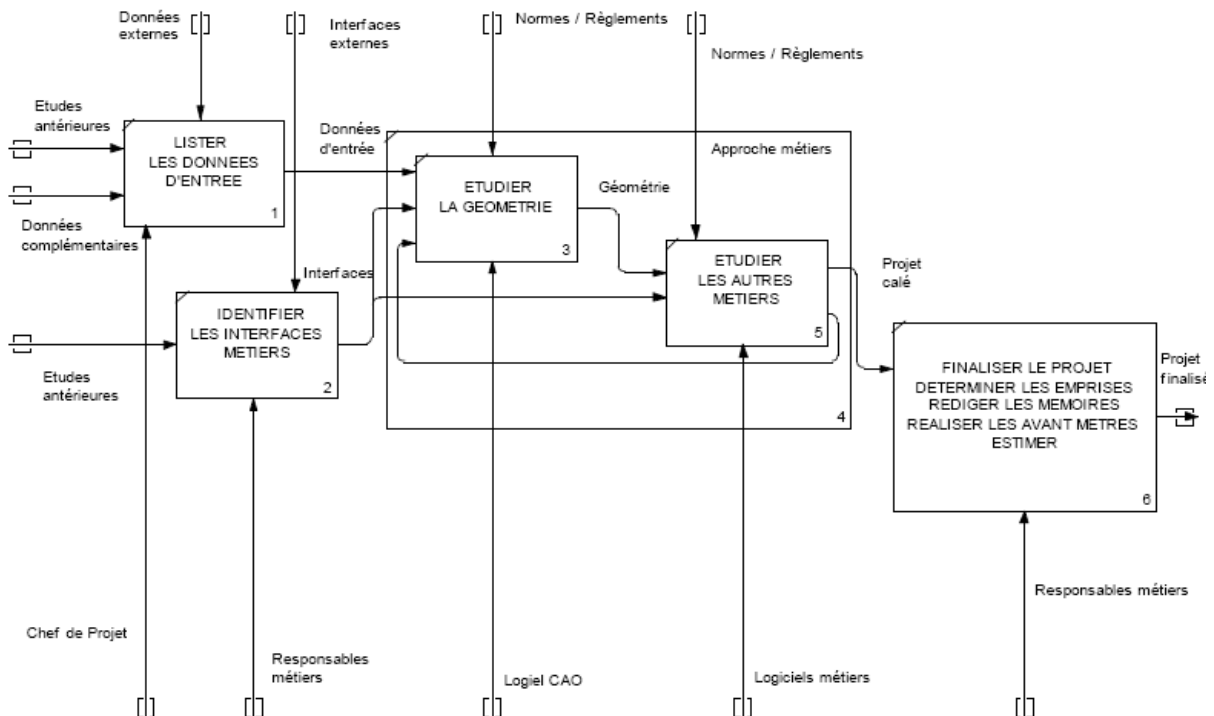 Données
externes
Interfaces
externes
Normes / Règlements
Normes / Règlements
Etudes
antérieures
LISTER
LES DONNEES
D'ENTREE
1
Données
d'entrée
Approche métiers
ETUDIER
LA GEOMETRIE
3
Géométrie
Données
complémentaires
Interfaces
ETUDIER
LES AUTRES
METIERS
5
Projet
calé
IDENTIFIER
LES INTERFACES
METIERS
2
Etudes
antérieures
4
FINALISER LE PROJET
DETERMINER LES EMPRISES
REDIGER LES MEMOIRES
REALISER LES AVANT METRES
ESTIMER
6
Projet
finalisé
Chef de Projet
Responsables
métiers
Logiel CAO
Logiciels métiers
Responsables métiers